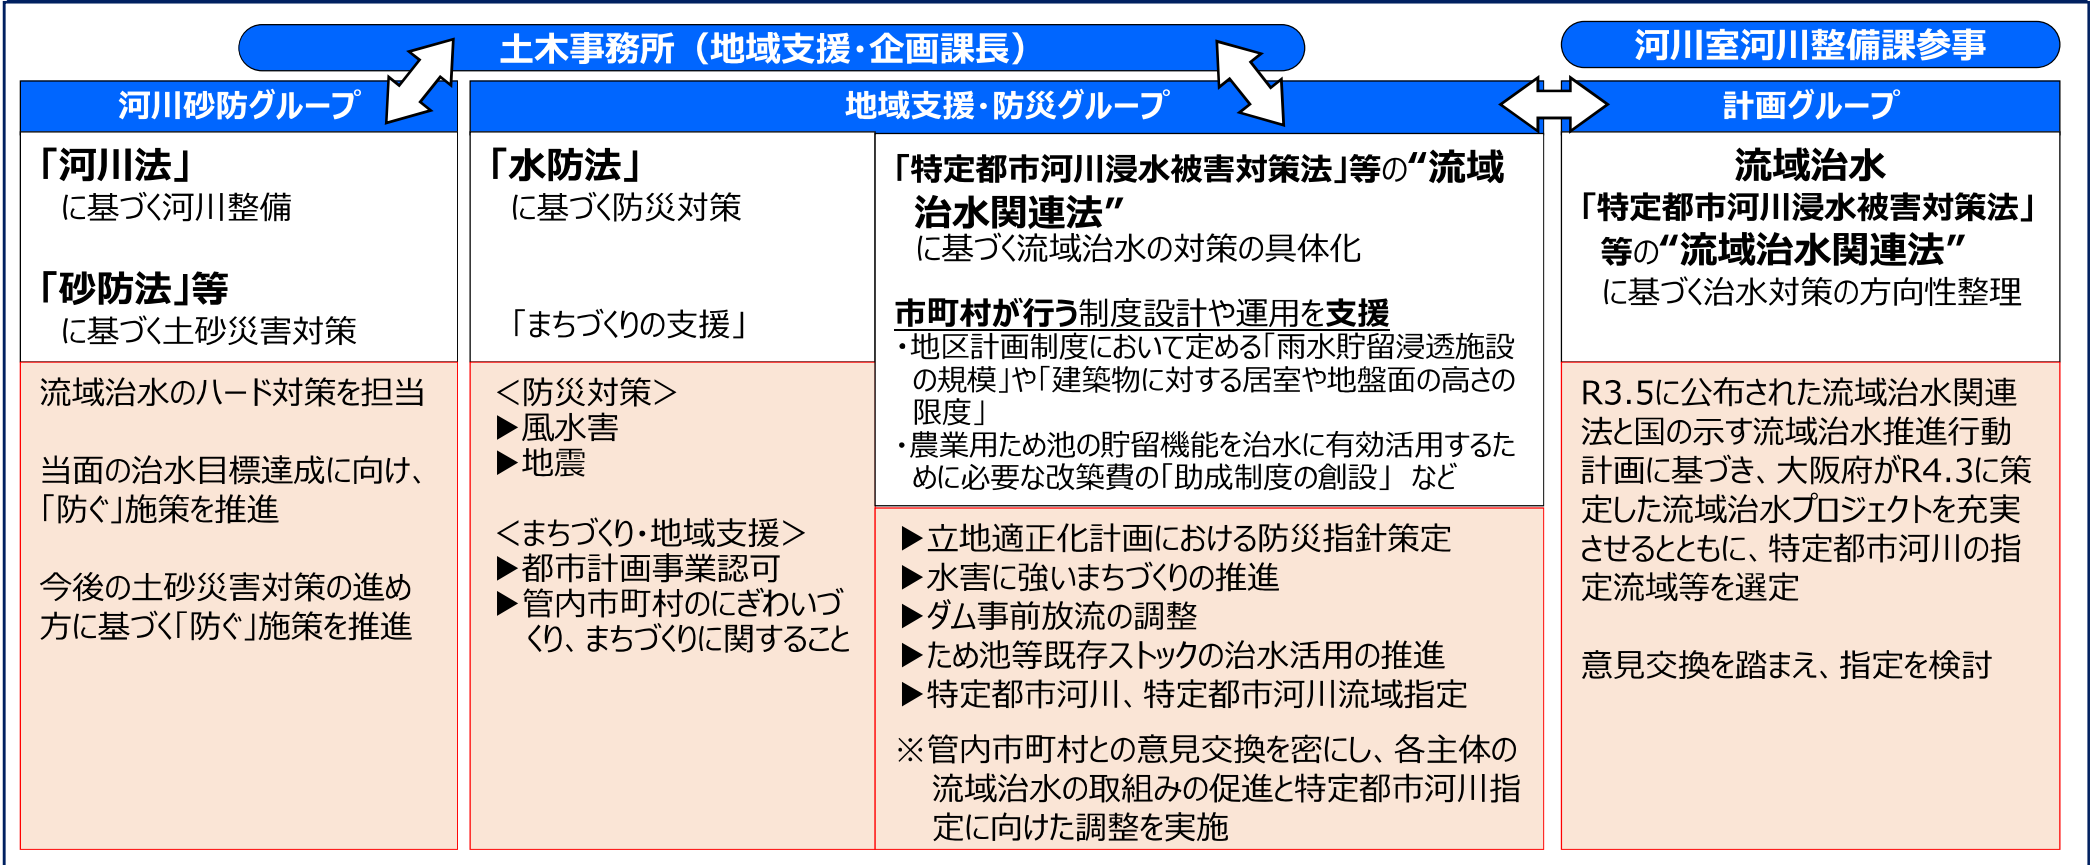 土木事務所（地域支援・企画課長）
河川室河川整備課参事
河川砂防グループ
「河川法」
に基づく河川整備
「砂防法」等
に基づく土砂災害対策
流域治水のハード対策を担当
当面の治水目標達成に向け、
「防ぐ」施策を推進
今後の土砂災害対策の進め
方に基づく「防ぐ」施策を推進
地域支援・防災グループ
「水防法」
に基づく防災対策
「まちづくりの支援」
＜防災対策＞
▶風水害
▶地震
＜まちづくり・地域支援＞
▶都市計画事業認可
▶管内市町村のにぎわいづ
くり、まちづくりに関すること
「特定都市河川浸水被害対策法」等の“流域
治水関連法”
に基づく流域治水の対策の具体化
市町村が行う制度設計や運用を支援
・地区計画制度において定める「雨水貯留浸透施設
の規模」や「建築物に対する居室や地盤面の高さの
限度」
・農業用ため池の貯留機能を治水に有効活用するた
めに必要な改築費の「助成制度の創設」 など
▶立地適正化計画における防災指針策定
▶水害に強いまちづくりの推進
▶ダム事前放流の調整
▶ため池等既存ストックの治水活用の推進
▶特定都市河川、特定都市河川流域指定
※管内市町村との意見交換を密にし、各主体の
流域治水の取組みの促進と特定都市河川指
定に向けた調整を実施
計画グループ
流域治水
「特定都市河川浸水被害対策法」
等の“流域治水関連法”
に基づく治水対策の方向性整理
R3.5に公布された流域治水関連
法と国の示す流域治水推進行動
計画に基づき、大阪府がR4.3に策
定した流域治水プロジェクトを充実
させるとともに、特定都市河川の指
定流域等を選定
意見交換を踏まえ、指定を検討